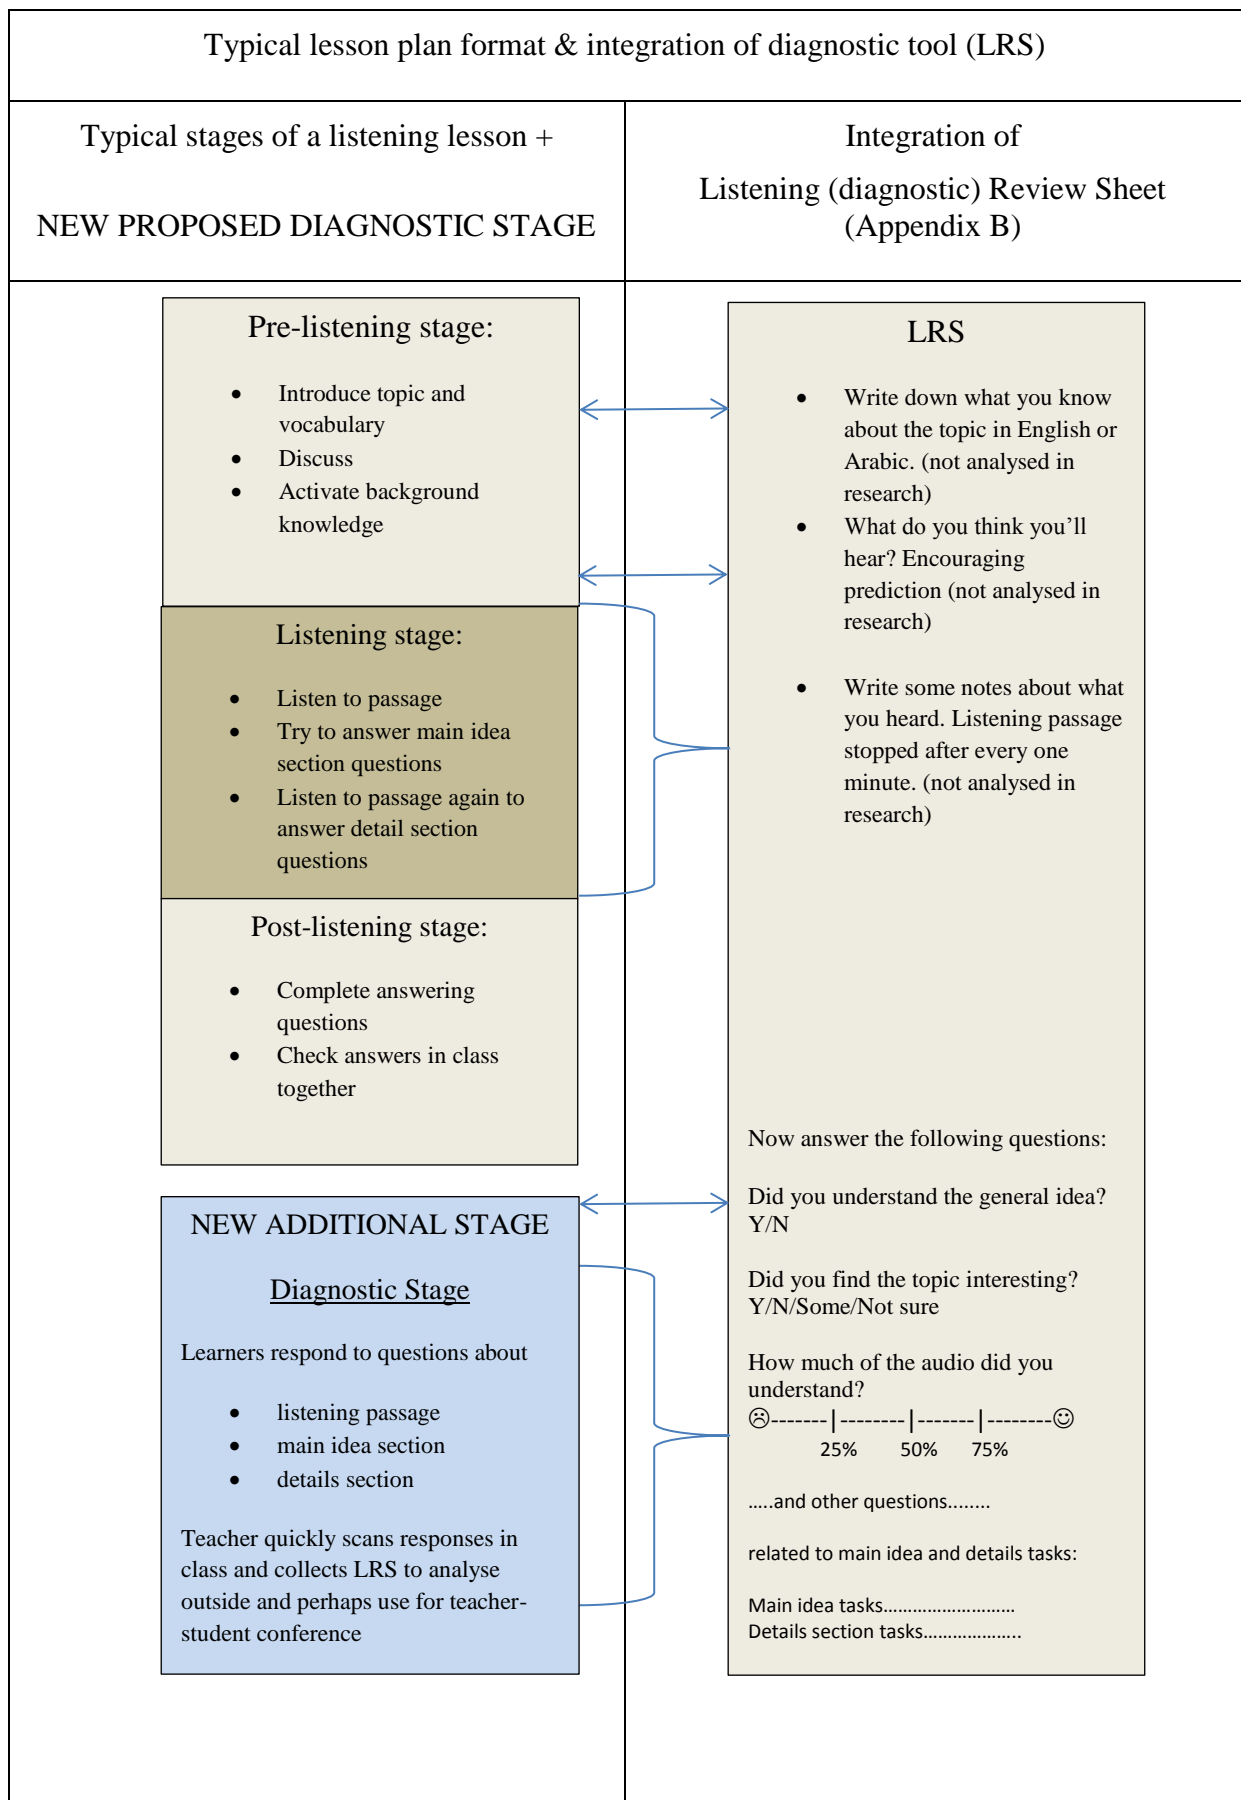 Typical lesson plan format & integration of diagnostic tool (LRS)
Typical stages of a listening lesson +
NEW PROPOSED DIAGNOSTIC STAGE
Integration of
Listening (diagnostic) Review Sheet
(Appendix B)
Pre-listening stage:
• Introduce topic and
vocabulary
• Discuss
• Activate background
knowledge
Listening stage:
• Listen to passage
• Try to answer main idea
section questions
• Listen to passage again to
answer detail section
questions
Post-listening stage:
• Complete answering
questions
• Check answers in class
together
NEW ADDITIONAL STAGE
Diagnostic Stage
Learners respond to questions about
• listening passage
• main idea section
• details section
Teacher quickly scans responses in
class and collects LRS to analyse
outside and perhaps use for teacher-
student conference
LRS
• Write down what you know
about the topic in English or
Arabic. (not analysed in
research)
• What do you think you’ll
hear? Encouraging
prediction (not analysed in
research)
• Write some notes about what
you heard. Listening passage
stopped after every one
minute. (not analysed in
research)
Now answer the following questions:
Did you understand the general idea?
Y/N
Did you find the topic interesting?
Y/N/Some/Not sure
How much of the audio did you
understand?
☹-------|--------|-------|--------☺
25% 50% 75%
…..and other questions........
related to main idea and details tasks:
Main idea tasks………………………
Details section tasks………………..